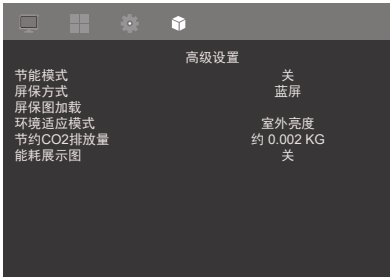 高级设置
节能模式 关
屏保方式 蓝屏
屏保图加载
环境适应模式 室外亮度
节约CO2排放量 约 0.002 KG
能耗展示图 关